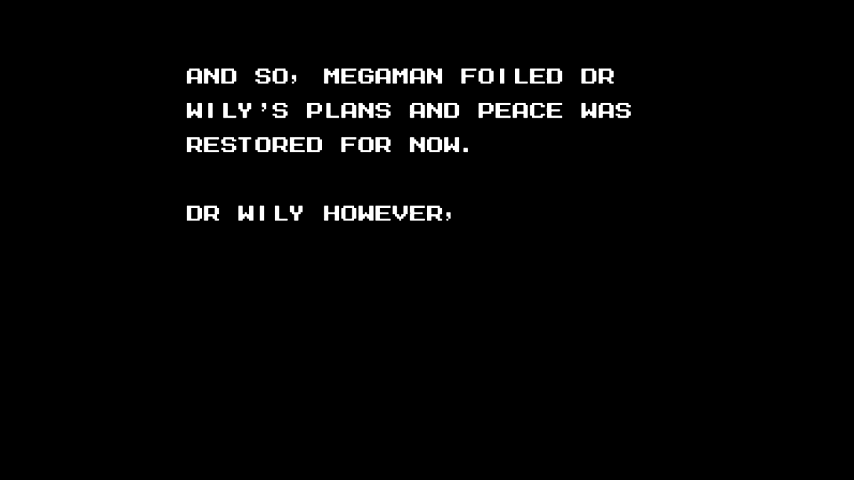 AND SO, MEGAMAN FOILED DR
WILY'S PLANS AND PEACE WAS
RESTORED FOR NOW.
DR WILY HOWEVER,